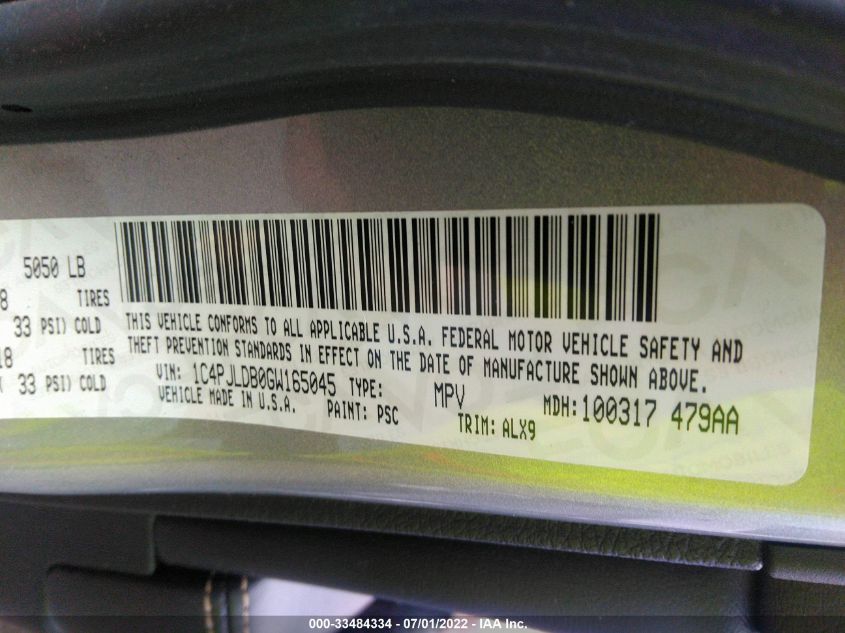 5050 LB
8 TIRES
33 PSI) COLD
18 TIRES
33 PSI) COLD
THIS VEHICLE CONFORMS TO ALL APPLICABLE U.S.A. FEDERAL MOTOR VEHICLE SAFETY AND
THEFT PREVENTION STANDARDS IN EFFECT ON THE DATE OF MANUFACTURE SHOWN ABOVE.
VIN: 1C4PJLDB0GW165045 TYPE: MPV MDH:100317 479AA
VEHICLE MADE IN U.S.A. PAINT: PSC TRIM: ALX9
000-33484334 - 07/01/2022 - IAA Inc.